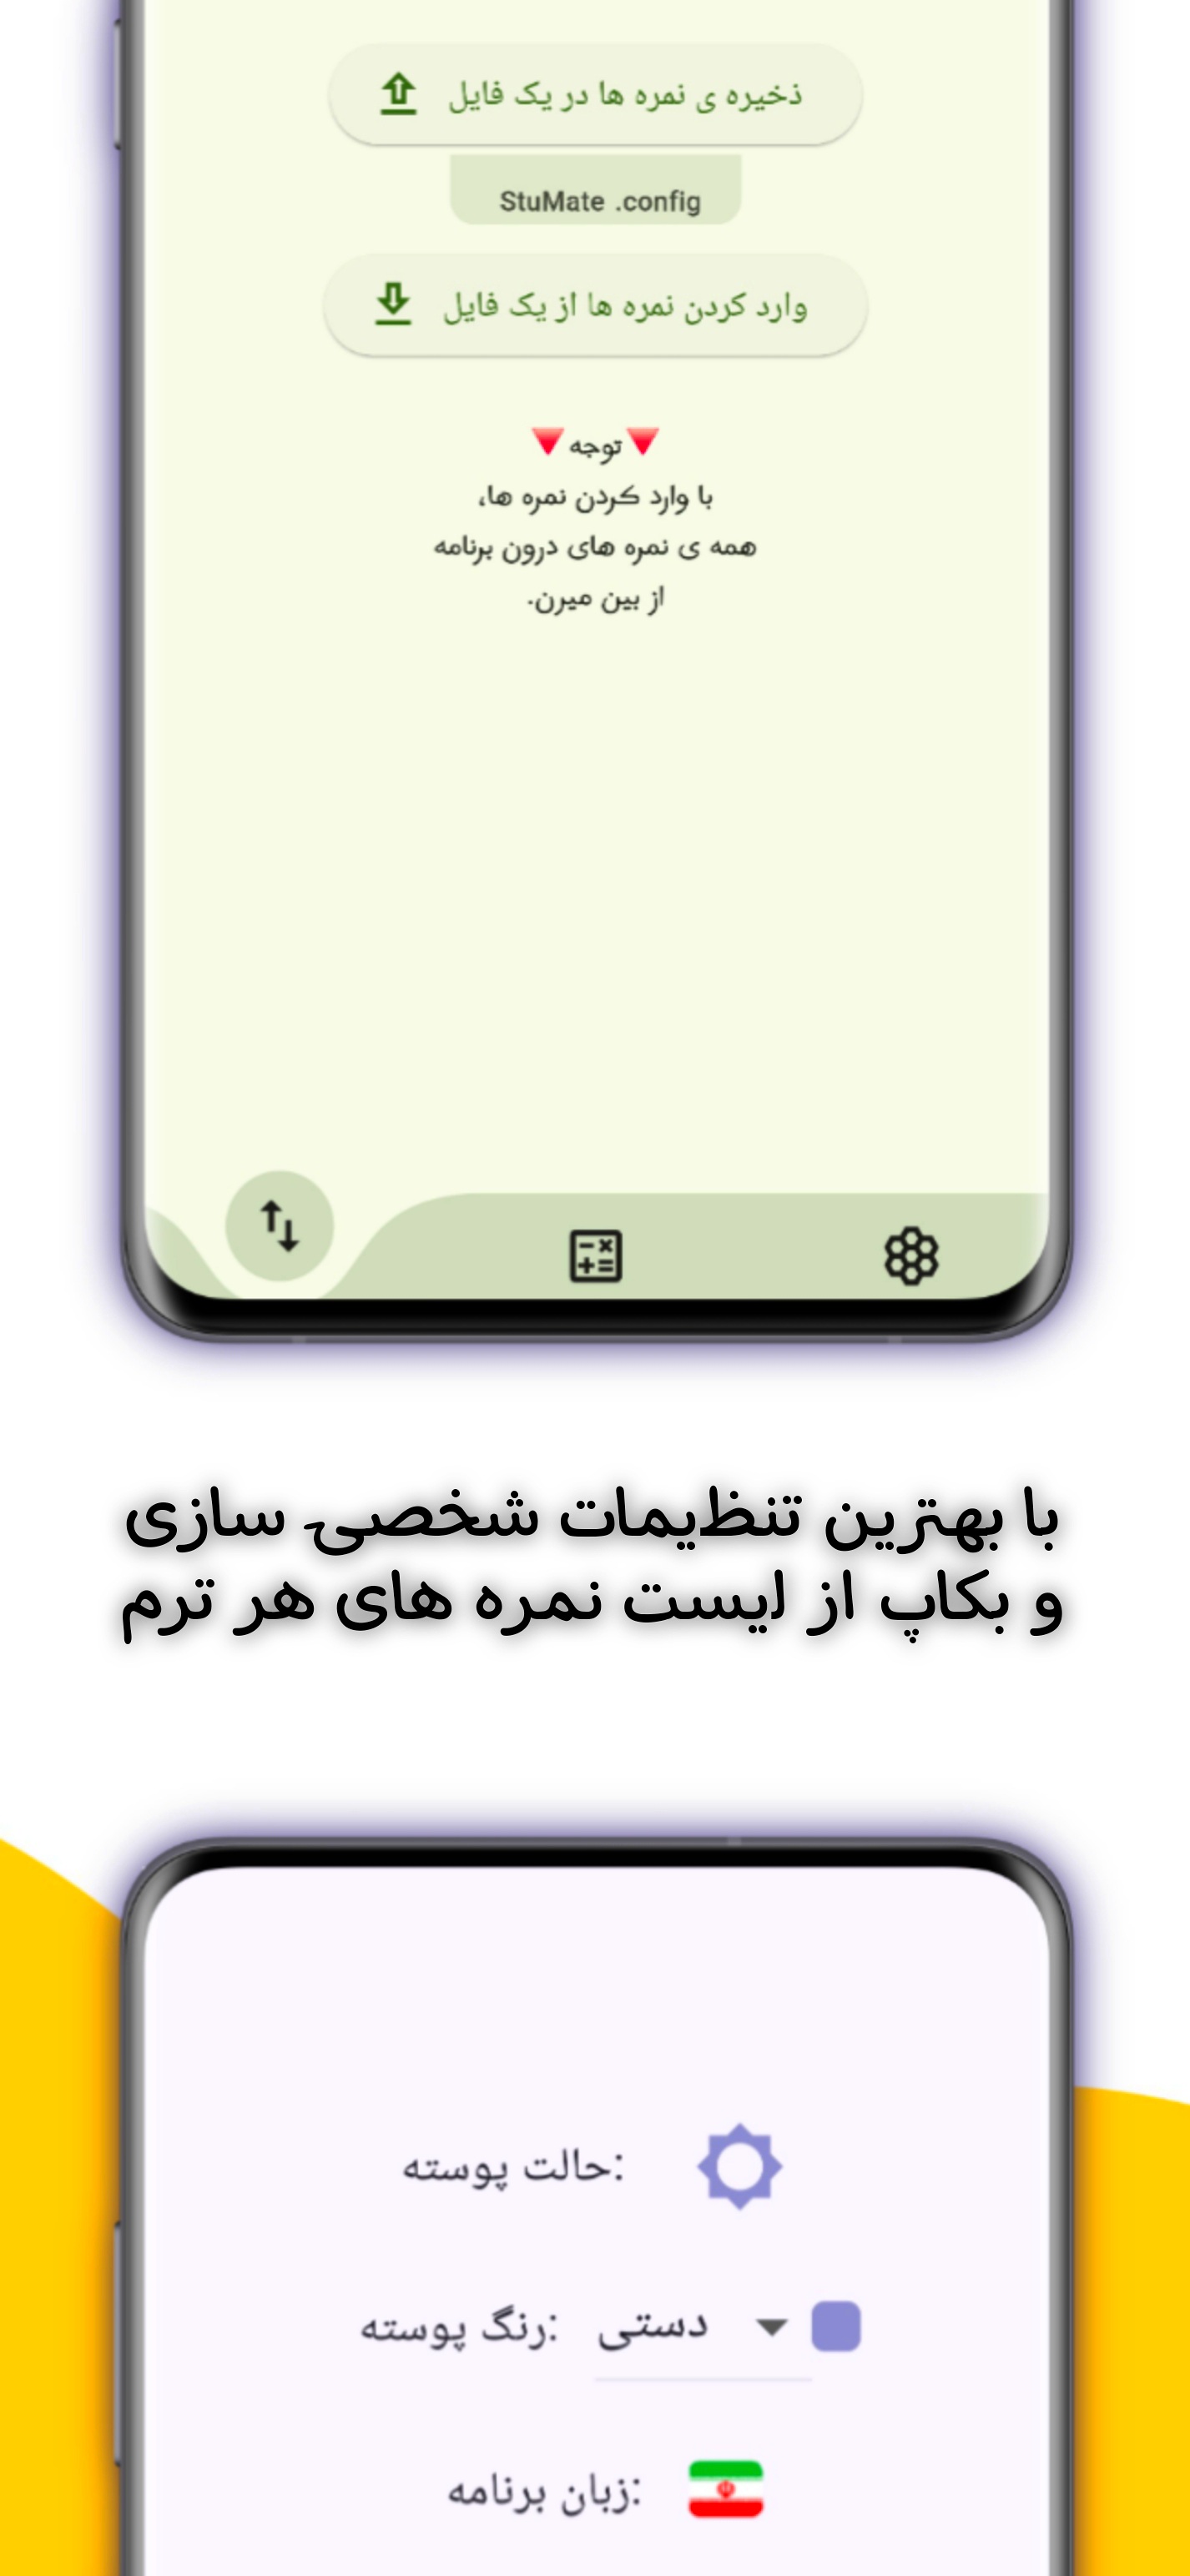 ذخیره ی نمره ها در یک فایل
StuMate .config
وارد کردن نمره ها از یک فایل
🔻توجه🔻
با وارد کردن نمره ها،
همه ی نمره های درون برنامه
از بین میرن.
با بهترین تنظیمات شخصی سازی
و بکاپ از لیست نمره های هر ترم
حالت پوسته:
رنگ پوسته: دستی
زبان برنامه: